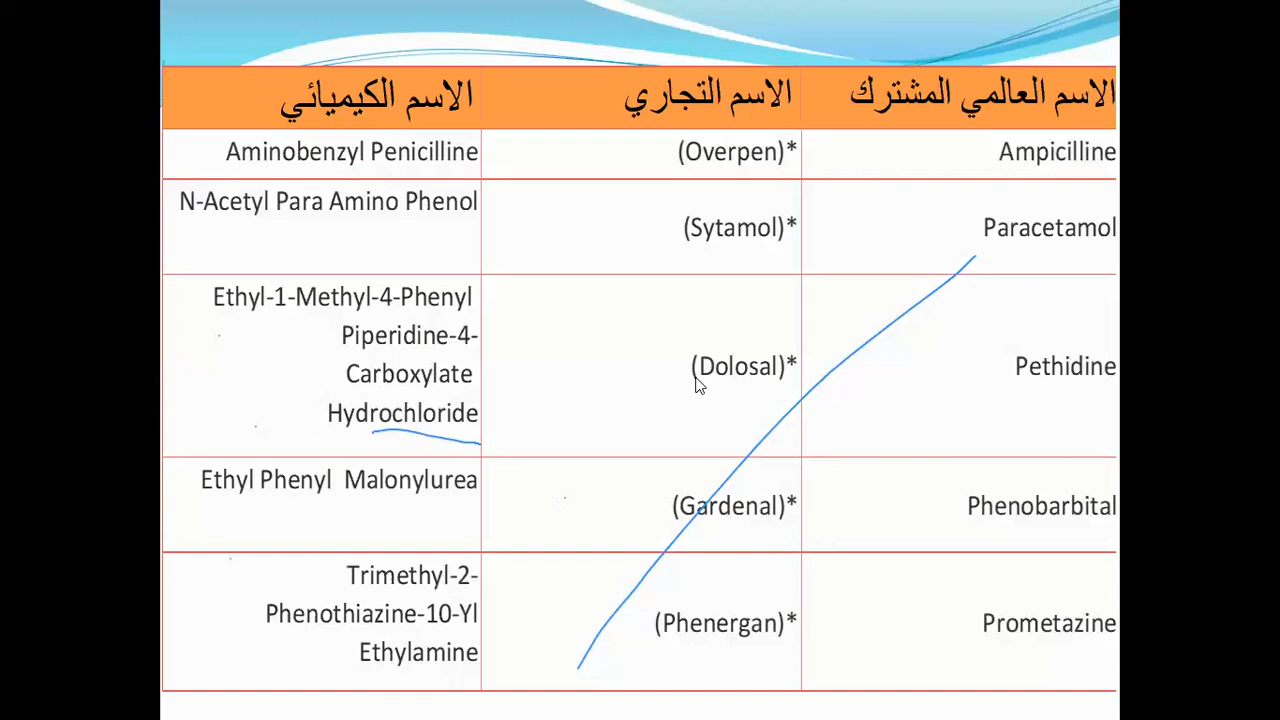 الاسم العالمي المشترك
الاسم التجاري
الاسم الكيميائي
Ampicilline
(Overpen)*
Aminobenzyl Penicilline
Paracetamol
(Sytamol)*
N-Acetyl Para Amino Phenol
Pethidine
(Dolosal)*
Ethyl-1-Methyl-4-Phenyl
Piperidine-4-
Carboxylate
Hydrochloride
Phenobarbital
(Gardenal)*
Ethyl Phenyl Malonylurea
Prometazine
(Phenergan)*
Trimethyl-2-
Phenothiazine-10-Yl
Ethylamine